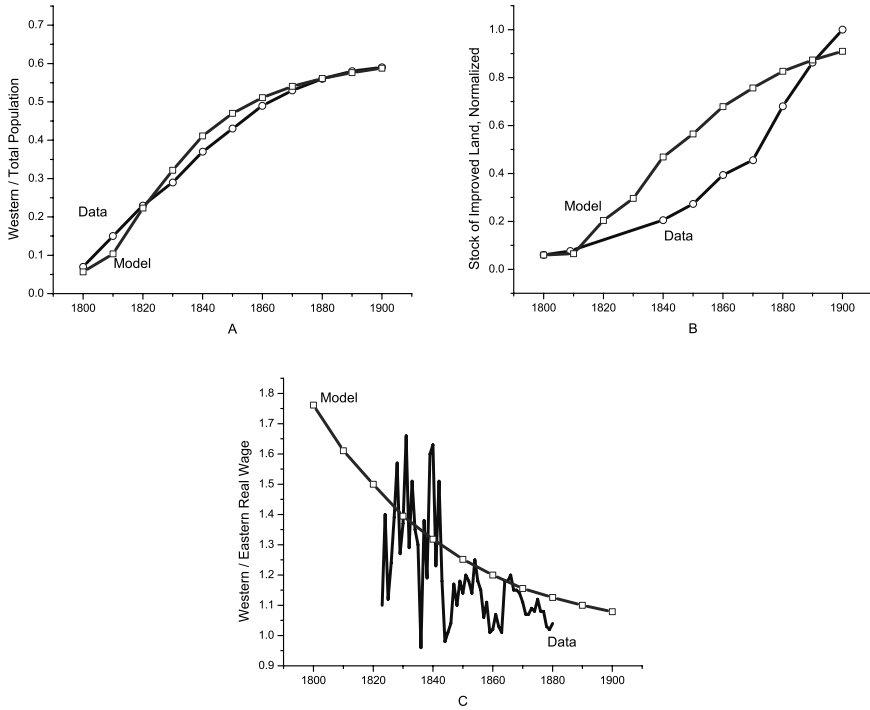 Western / Total Population
0.7
0.6
0.5
0.4
0.3
0.2
0.1
0.0
Data
Model
1800 1820 1840 1860 1880 1900
A
Stock of Improved Land, Normalized
1.0
0.8
0.6
0.4
0.2
0.0
Model
Data
1800 1820 1840 1860 1880 1900
B
Western / Eastern Real Wage
1.8
1.7
1.6
1.5
1.4
1.3
1.2
1.1
1.0
0.9
Model
Data
1800 1820 1840 1860 1880 1900
C